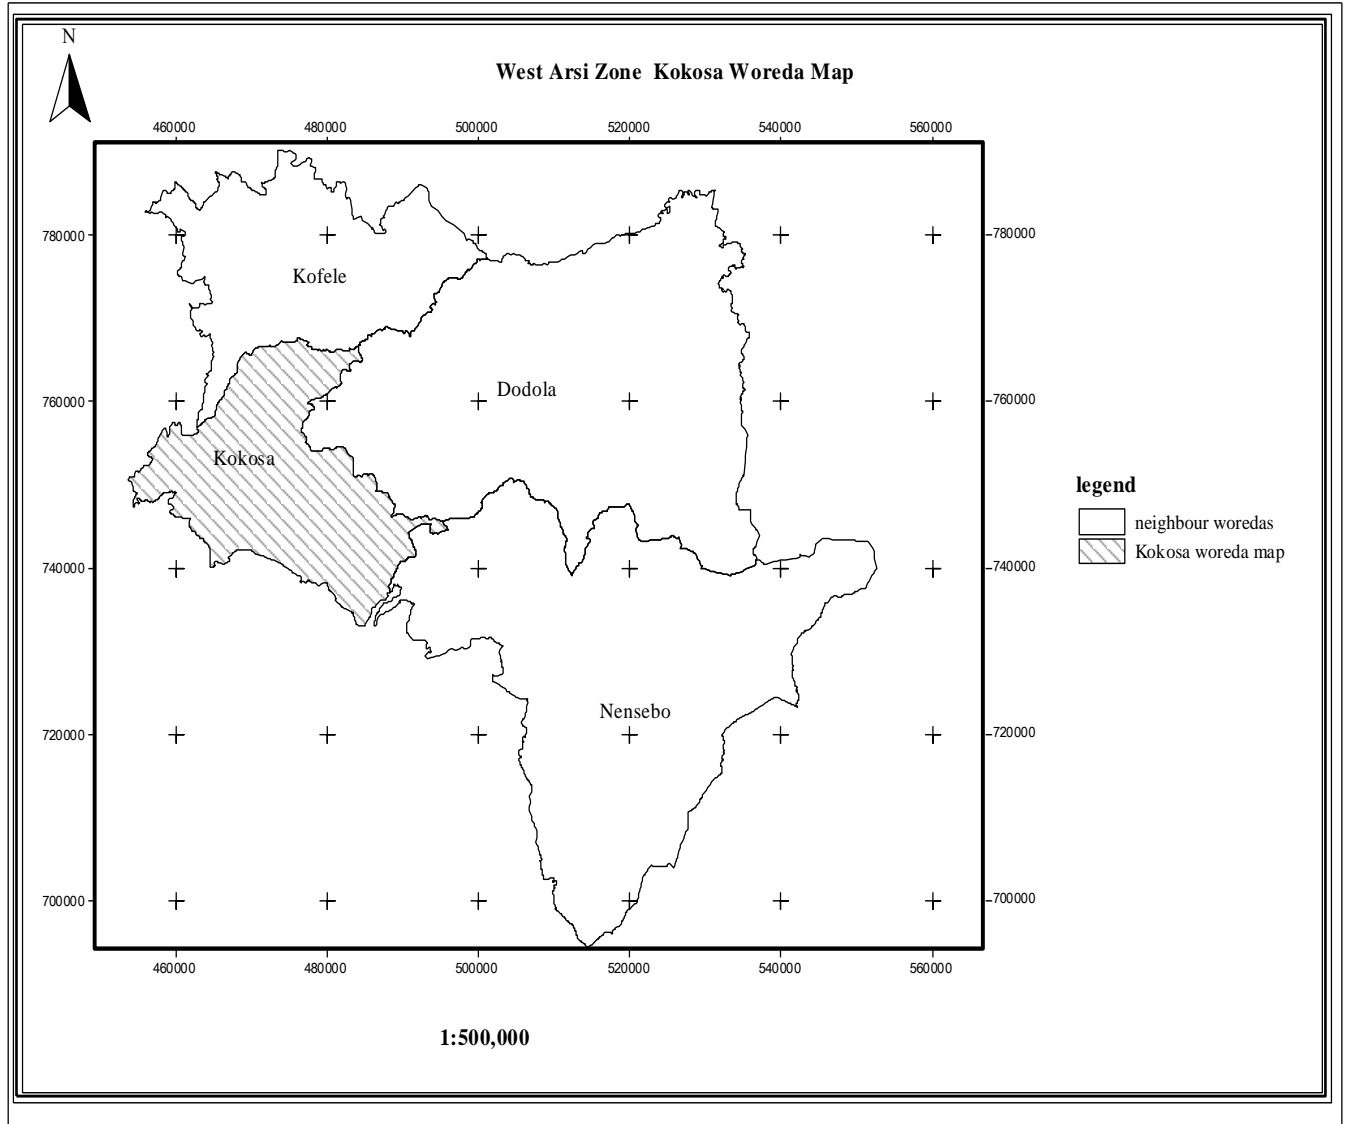 N
West Arsi Zone Kokosa Woreda Map
460000 480000 500000 520000 540000 560000
780000 780000
Kofele
760000 Dodola 760000
Kokosa
legend
neighbour woredas
Kokosa woreda map
740000 740000
Nensebo
720000 720000
700000 700000
460000 480000 500000 520000 540000 560000
1:500,000